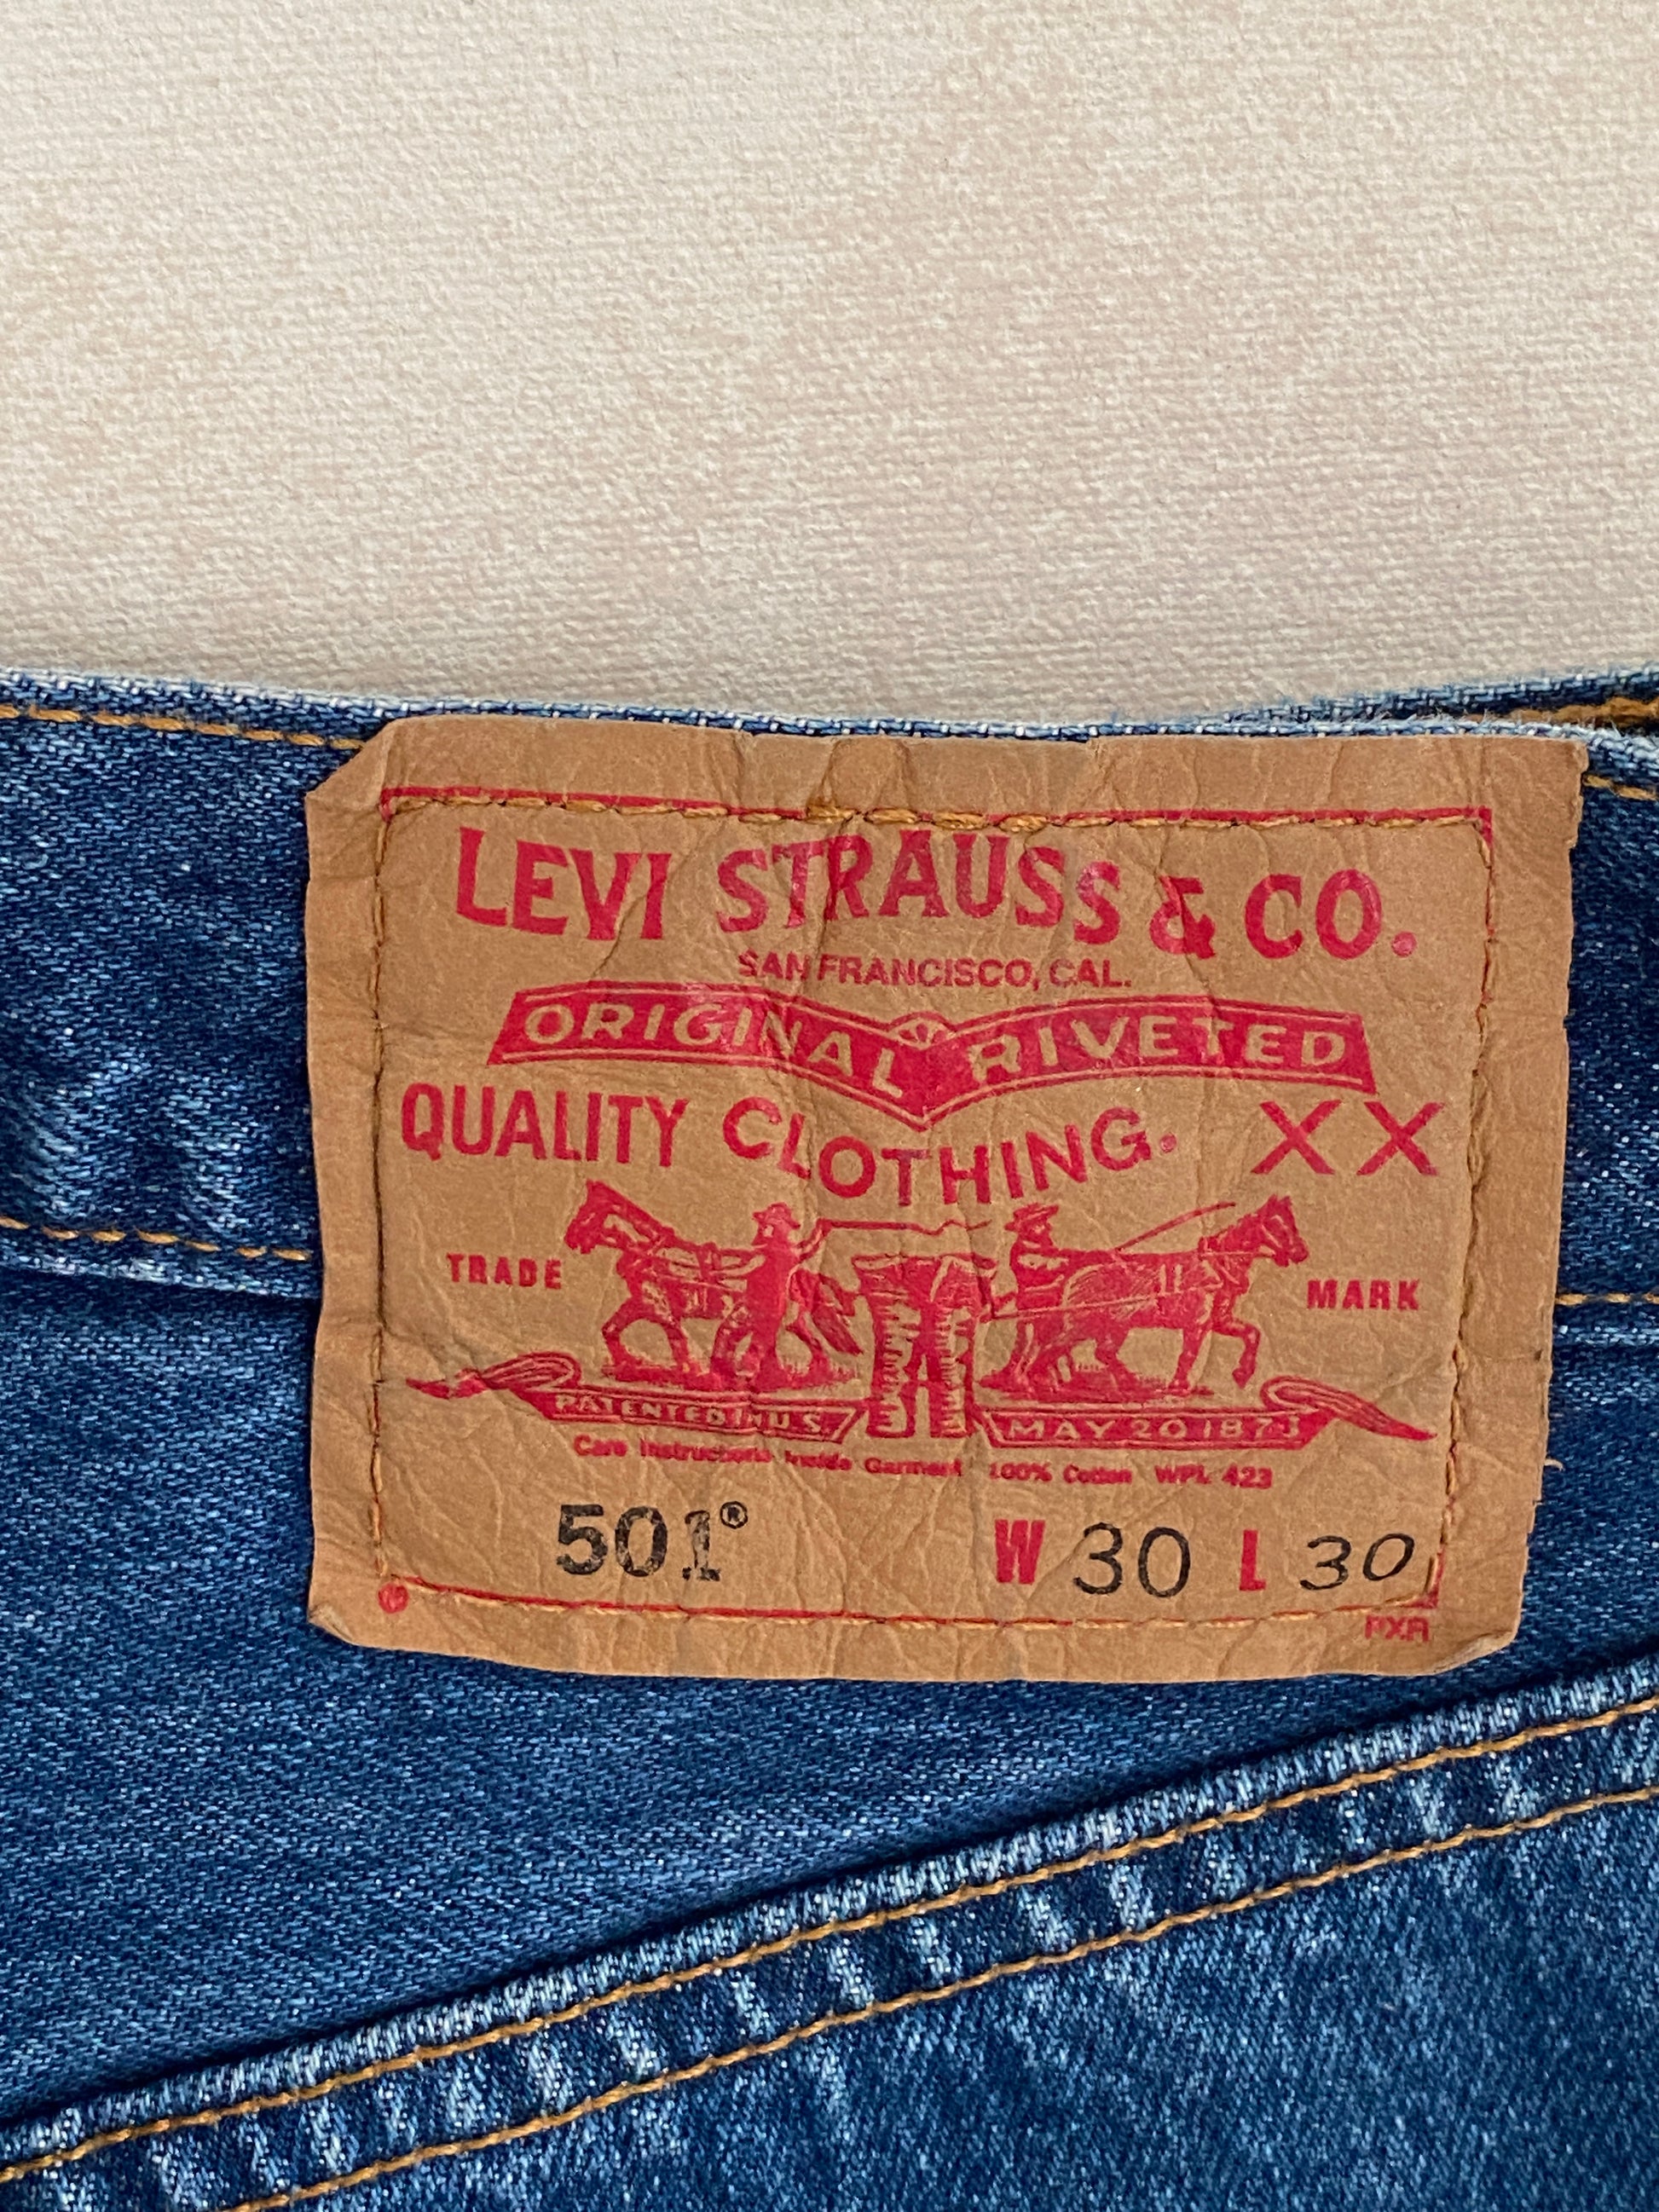 LEVI STRAUSS & CO.
SAN FRANCISCO, CAL.
ORIGINAL RIVETED
QUALITY CLOTHING. XX
TRADE MARK
PATENTED IN U.S. MAY 20 1873
Care Instructions Inside Garment 100% Cotton WPL 423
501® W 30 L 30
®
PXR